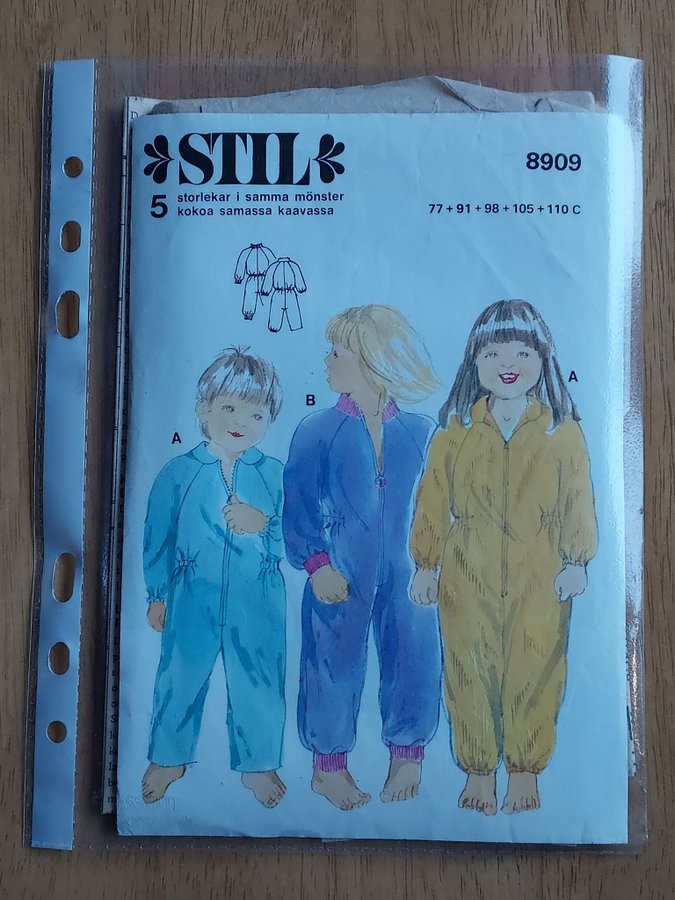 STIL
8909
5 storlekar i samma mönster
kokoa samassa kaavassa
77 + 91 + 98 + 105 + 110 C
B
A
A